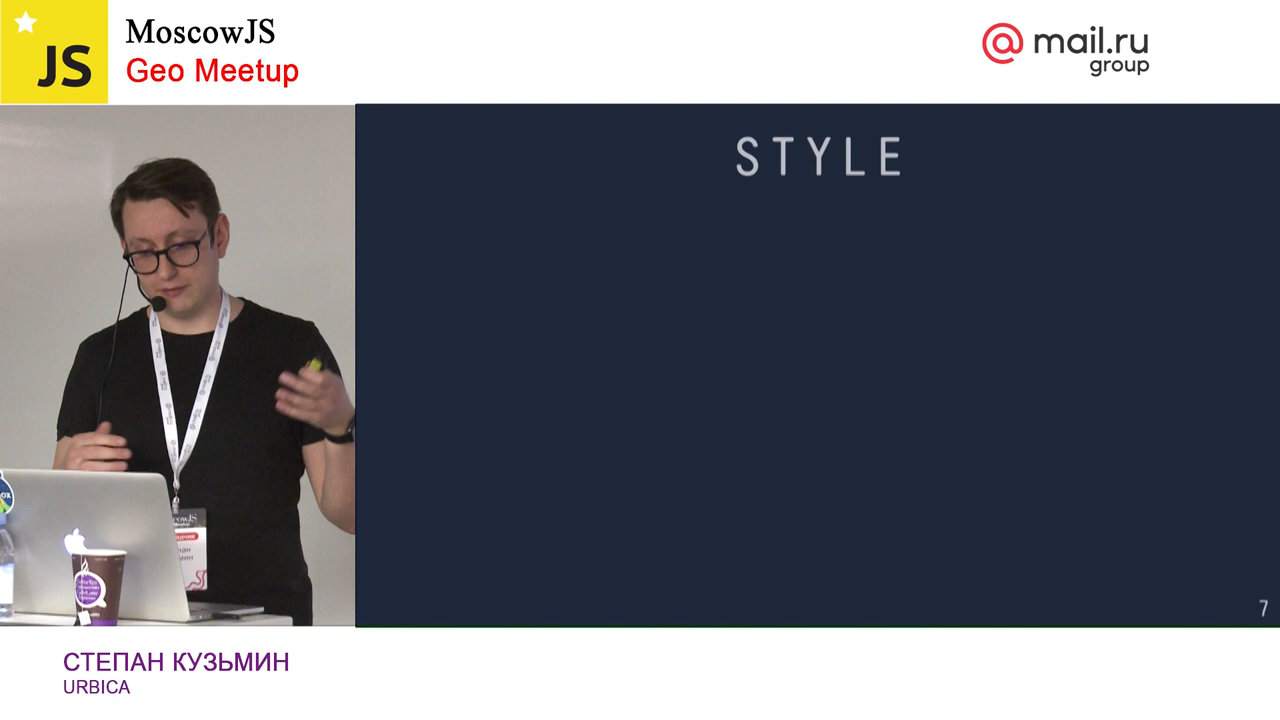 JS
MoscowJS
Geo Meetup
@mail.ru
group
STYLE
7
СТЕПАН КУЗЬМИН
URBICA